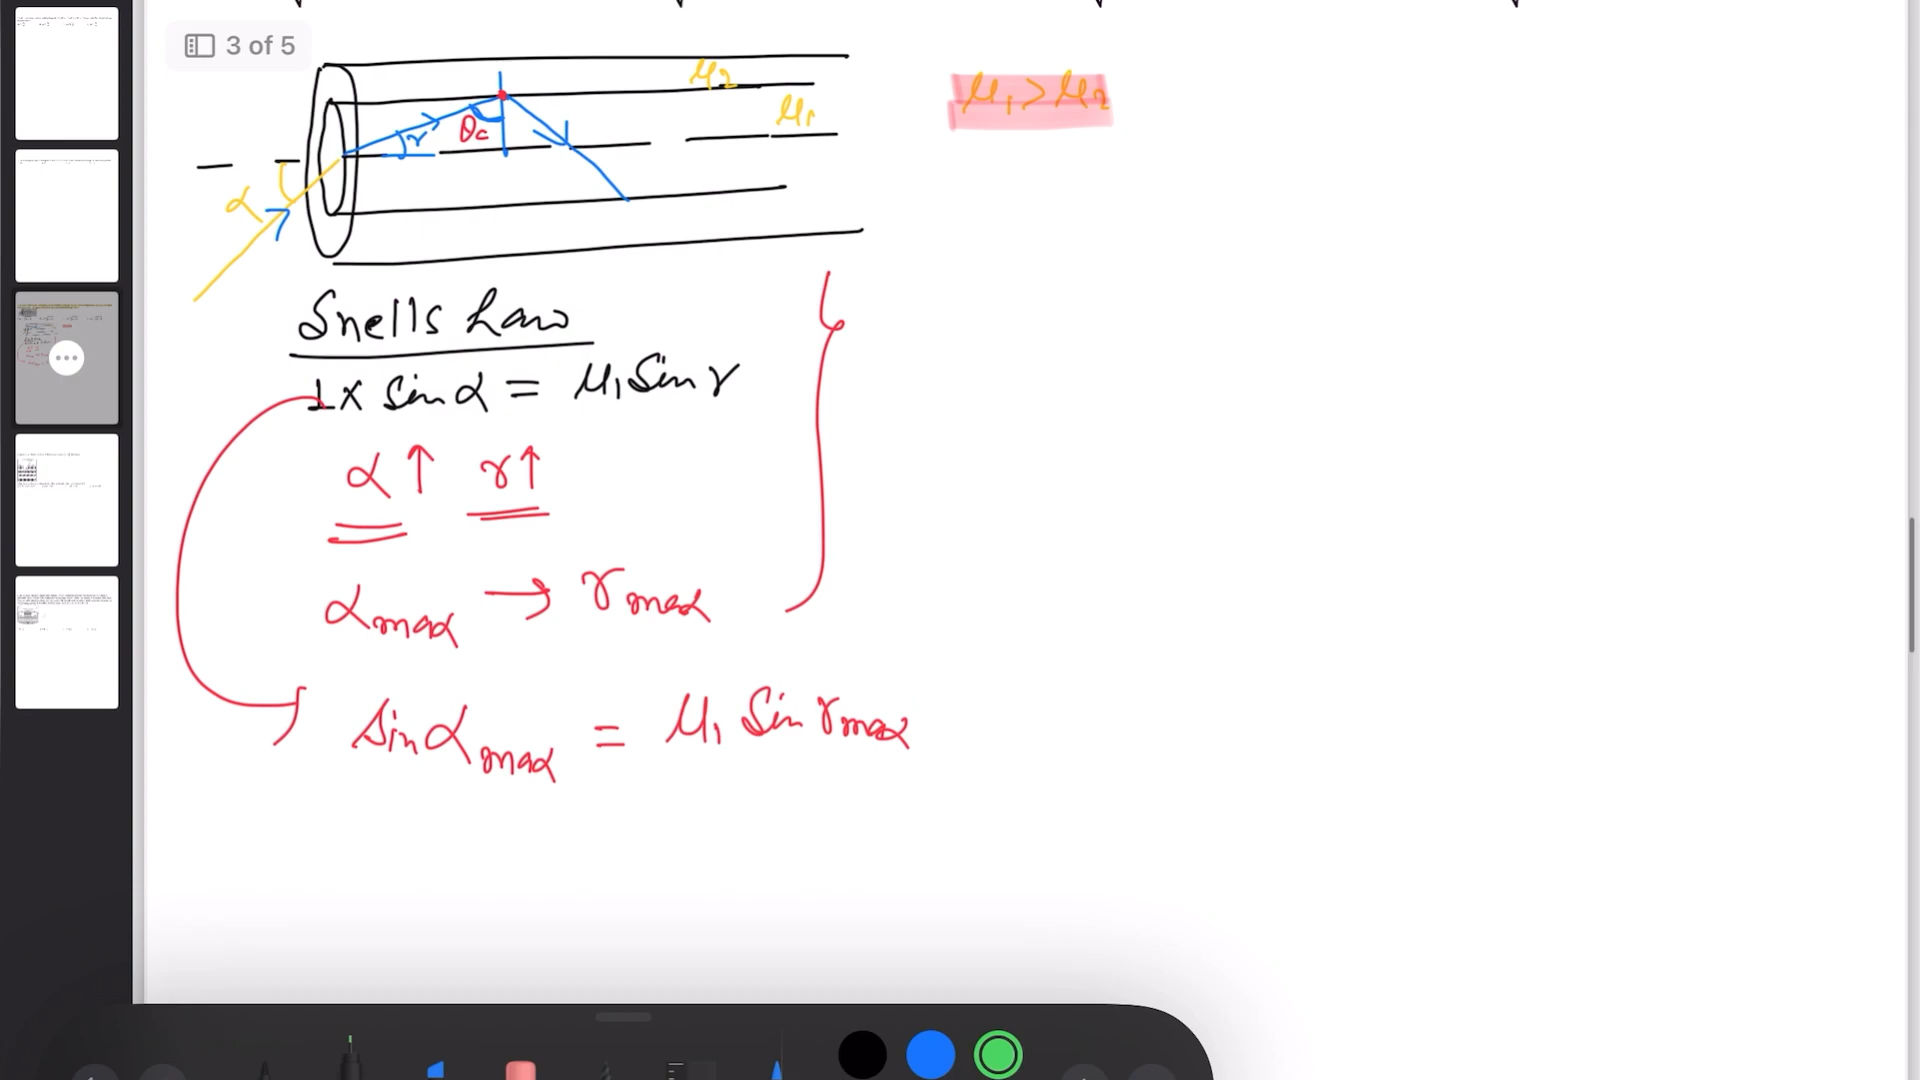 3 of 5
μ2
μ1 > μ2
μ1
θc
r
α
Snells Law
1 x Sin α = μ1 Sin r
α ↑ r ↑
α max → r max
Sin α max = μ1 Sin r max